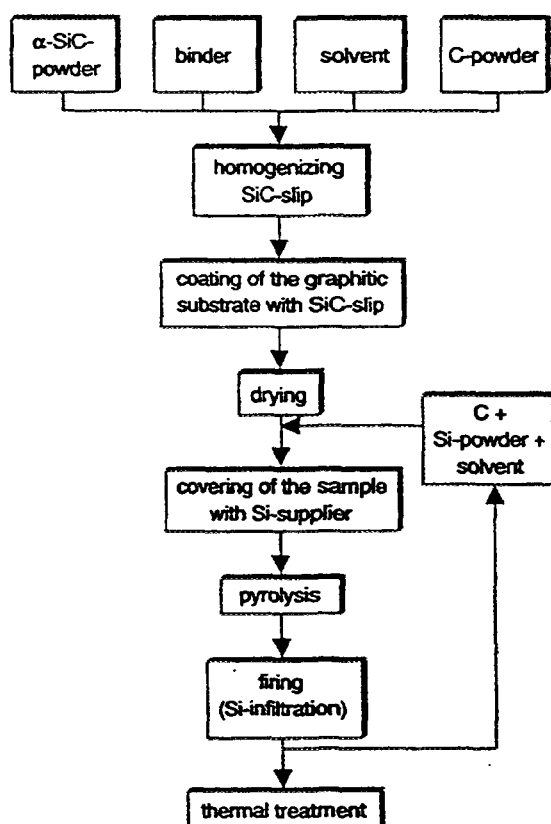 α-SiC-
powder
binder
solvent
C-powder
homogenizing
SiC-slip
coating of the graphitic
substrate with SiC-slip
drying
C +
Si-powder +
solvent
covering of the sample
with Si-supplier
pyrolysis
firing
(Si-infiltration)
thermal treatment